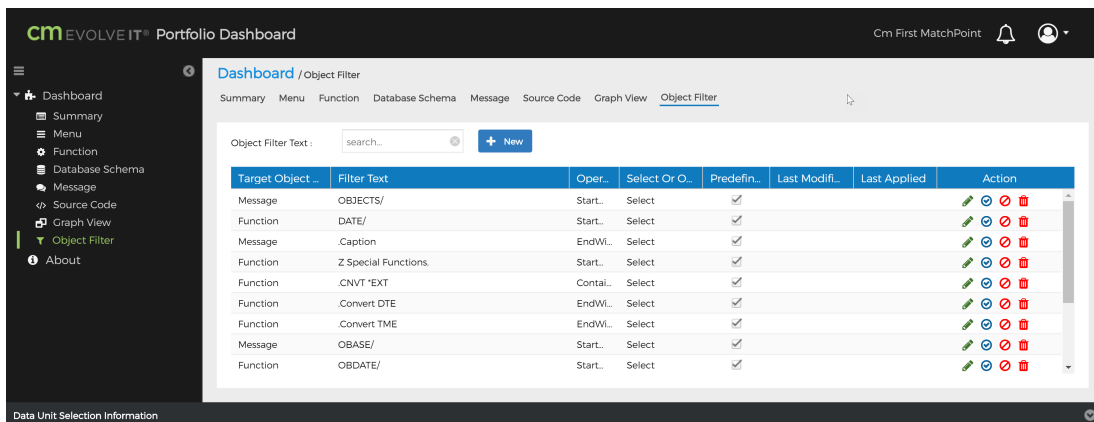 cm EVOLVE IT® Portfolio Dashboard
Cm First MatchPoint
Dashboard
Summary
Menu
Function
Database Schema
Message
Source Code
Graph View
Object Filter
About
Dashboard / Object Filter
Summary Menu Function Database Schema Message Source Code Graph View Object Filter
Object Filter Text : search... New
Target Object ... Filter Text Oper... Select Or O... Predefin... Last Modifi... Last Applied Action
Message OBJECTS/ Start... Select
Function DATE/ Start... Select
Message .Caption EndWi... Select
Function Z Special Functions. Start... Select
Function .CNVT *EXT Contai... Select
Function .Convert DTE EndWi... Select
Function .Convert TME EndWi... Select
Message OBASE/ Start... Select
Function OBDATE/ Start... Select
Data Unit Selection Information